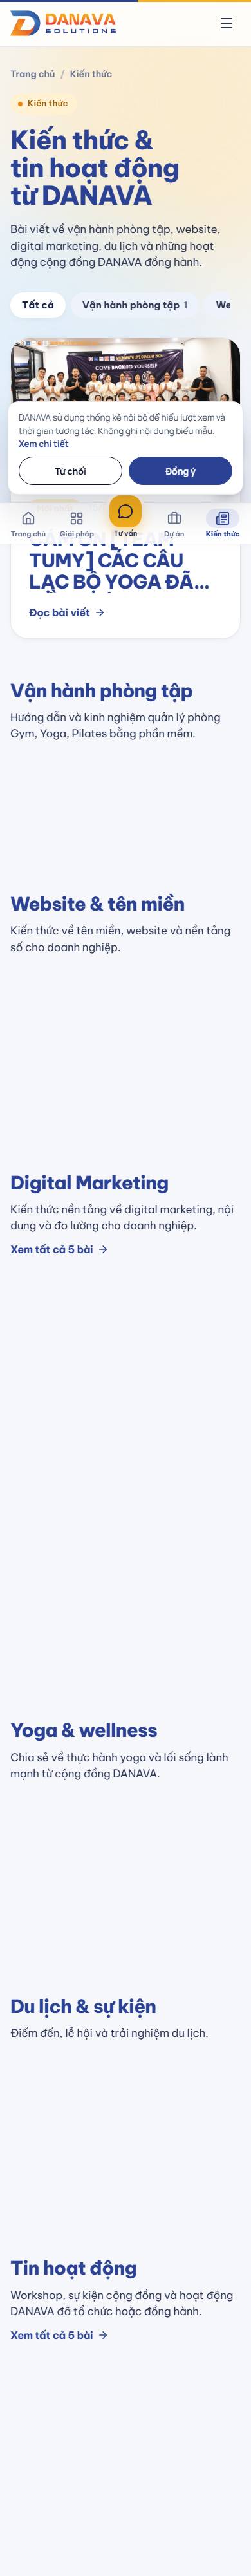 DANAVA
SOLUTIONS
Trang chủ / Kiến thức
Kiến thức
Kiến thức &
tin hoạt động
từ DANAVA
Bài viết về vận hành phòng tập, website,
digital marketing, du lịch và những hoạt
động cộng đồng DANAVA đồng hành.
Tất cả
Vận hành phòng tập 1
We
COME BACK TO YOURSELF
DANAVA sử dụng thống kê nội bộ để hiểu lượt xem và
thời gian tương tác. Không ghi nội dung biểu mẫu.
Xem chi tiết
Từ chối
Đồng ý
Trang chủ
Giải pháp
Tư vấn
Dự án
Kiến thức
TUMY] CÁC CÂU
LẠC BỘ YOGA ĐÃ...
Đọc bài viết →
Vận hành phòng tập
Hướng dẫn và kinh nghiệm quản lý phòng
Gym, Yoga, Pilates bằng phần mềm.
Website & tên miền
Kiến thức về tên miền, website và nền tảng
số cho doanh nghiệp.
Digital Marketing
Kiến thức nền tảng về digital marketing, nội
dung và đo lường cho doanh nghiệp.
Xem tất cả 5 bài →
Yoga & wellness
Chia sẻ về thực hành yoga và lối sống lành
mạnh từ cộng đồng DANAVA.
Du lịch & sự kiện
Điểm đến, lễ hội và trải nghiệm du lịch.
Tin hoạt động
Workshop, sự kiện cộng đồng và hoạt động
DANAVA đã tổ chức hoặc đồng hành.
Xem tất cả 5 bài →